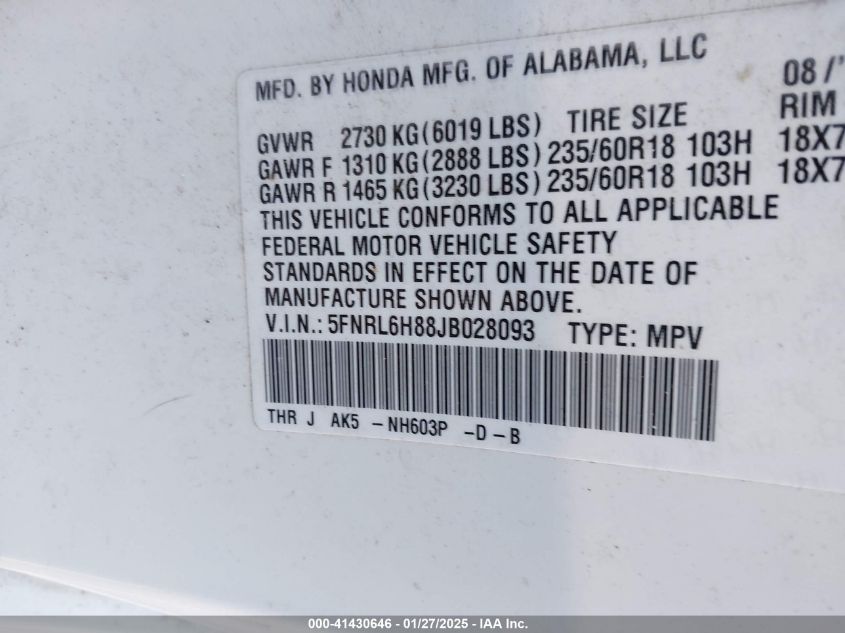 MFD. BY HONDA MFG. OF ALABAMA, LLC 08/'
GVWR 2730 KG(6019 LBS) TIRE SIZE RIM
GAWR F 1310 KG(2888 LBS) 235/60R18 103H 18X7
GAWR R 1465 KG(3230 LBS) 235/60R18 103H 18X7
THIS VEHICLE CONFORMS TO ALL APPLICABLE
FEDERAL MOTOR VEHICLE SAFETY
STANDARDS IN EFFECT ON THE DATE OF
MANUFACTURE SHOWN ABOVE.
V.I.N.: 5FNRL6H88JB028093 TYPE: MPV
THR J AK5 -NH603P -D-B
000-41430646 - 01/27/2025 - IAA Inc.